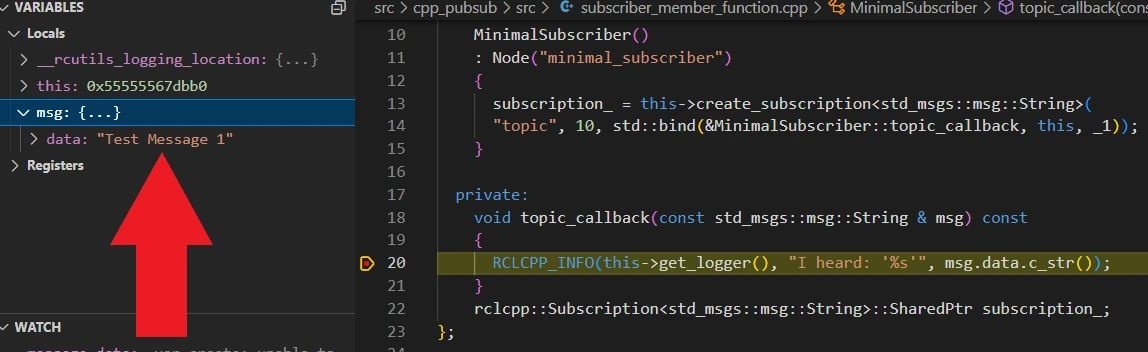 VARIABLES
Locals
__rcutils_logging_location: {...}
this: 0x55555567dbb0
msg: {...}
data: "Test Message 1"
Registers
WATCH
src > cpp_pubsub > src > subscriber_member_function.cpp > MinimalSubscriber > topic_callback(cons
10 MinimalSubscriber()
11 : Node("minimal_subscriber")
12 {
13 subscription_ = this->create_subscription<std_msgs::msg::String>(
14 "topic", 10, std::bind(&MinimalSubscriber::topic_callback, this, _1));
15 }
16
17 private:
18 void topic_callback(const std_msgs::msg::String & msg) const
19 {
20 RCLCPP_INFO(this->get_logger(), "I heard: '%s'", msg.data.c_str());
21 }
22 rclcpp::Subscription<std_msgs::msg::String>::SharedPtr subscription_;
23 };
24